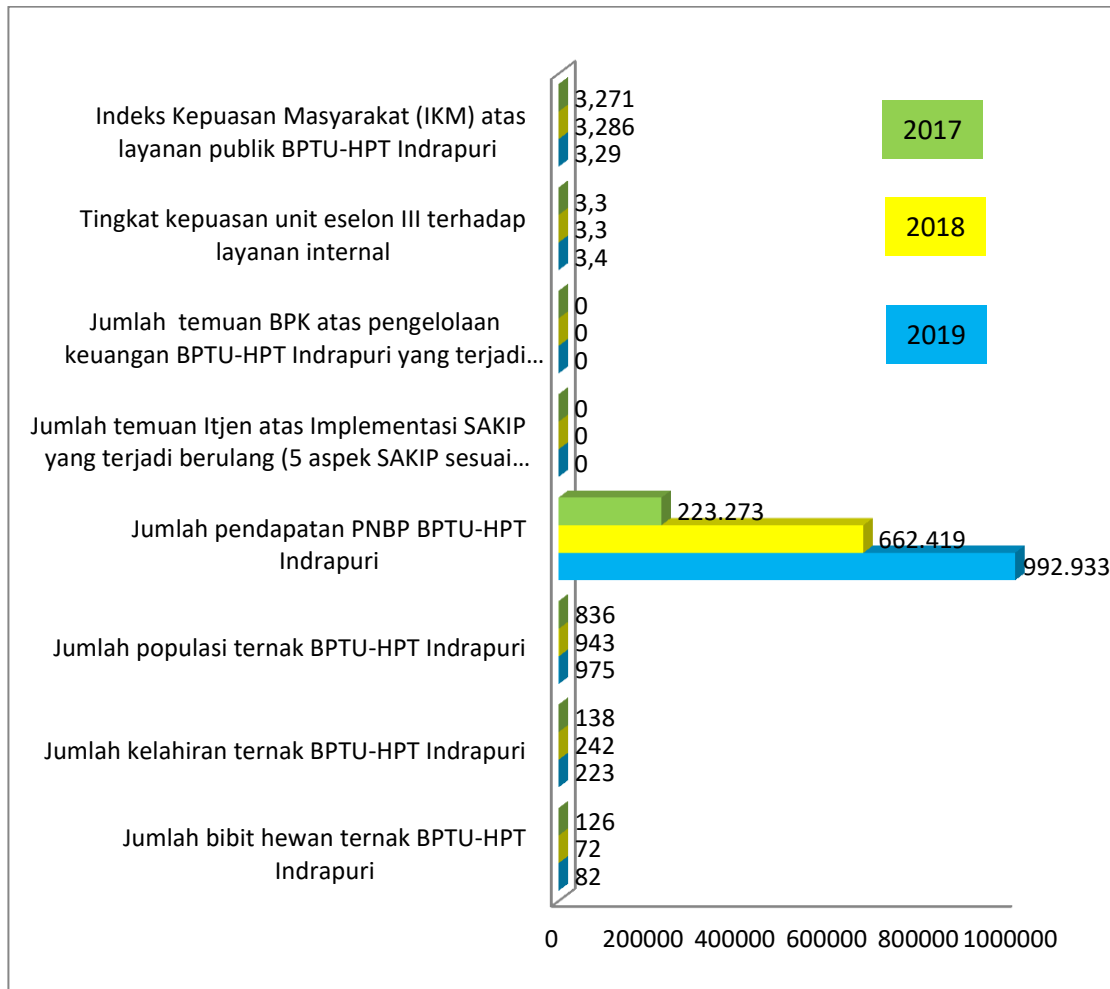 Indeks Kepuasan Masyarakat (IKM) atas
layanan publik BPTU-HPT Indrapuri
3,271
3,286
3,29
2017
Tingkat kepuasan unit eselon III terhadap
layanan internal
3,3
3,3
3,4
2018
Jumlah  temuan BPK atas pengelolaan
keuangan BPTU-HPT Indrapuri yang terjadi…
0
0
0
2019
Jumlah temuan Itjen atas Implementasi SAKIP
yang terjadi berulang (5 aspek SAKIP sesuai…
0
0
0
Jumlah pendapatan PNBP BPTU-HPT
Indrapuri
223.273
662.419
992.933
Jumlah populasi ternak BPTU-HPT Indrapuri
836
943
975
Jumlah kelahiran ternak BPTU-HPT Indrapuri
138
242
223
Jumlah bibit hewan ternak BPTU-HPT
Indrapuri
126
72
82
0 200000 400000 600000 800000 1000000